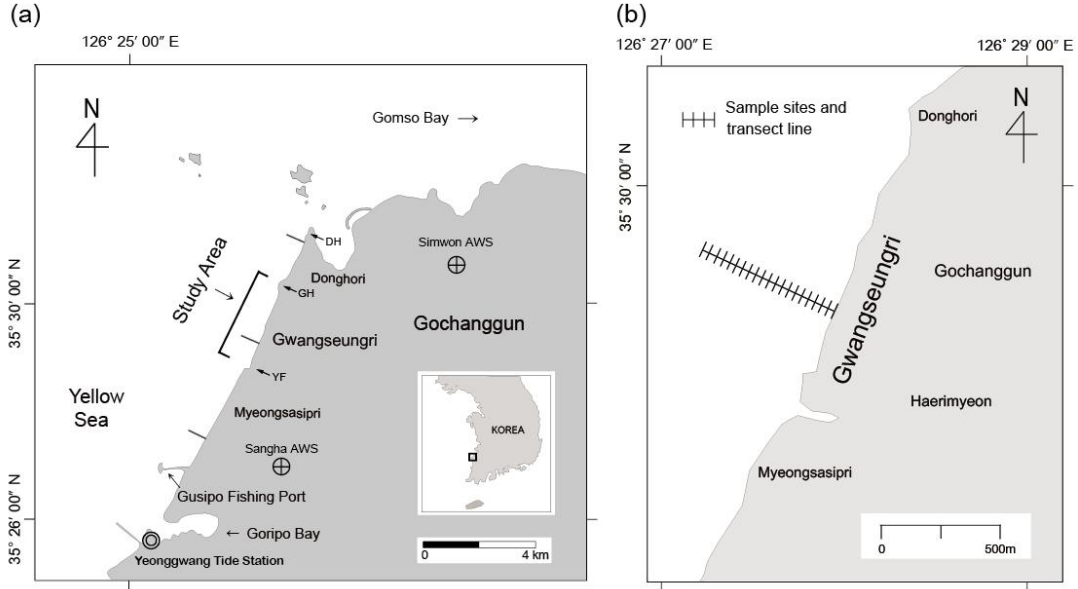 (a)
126° 25′ 00″ E
N
Gomso Bay →
DH
Simwon AWS
Study Area
Donghori
GH
35° 30′ 00″ N
Gwangseungri
Gochanggun
YF
Yellow
Sea
Myeongsasipri
KOREA
Sangha AWS
Gusipo Fishing Port
35° 26′ 00″ N
← Goripo Bay
Yeonggwang Tide Station
0
4 km
(b)
126° 27′ 00″ E
126° 29′ 00″ E
Sample sites and
transect line
N
Donghori
35° 30′ 00″ N
Gwangseungri
Gochanggun
Haerimyeon
Myeongsasipri
0
500m